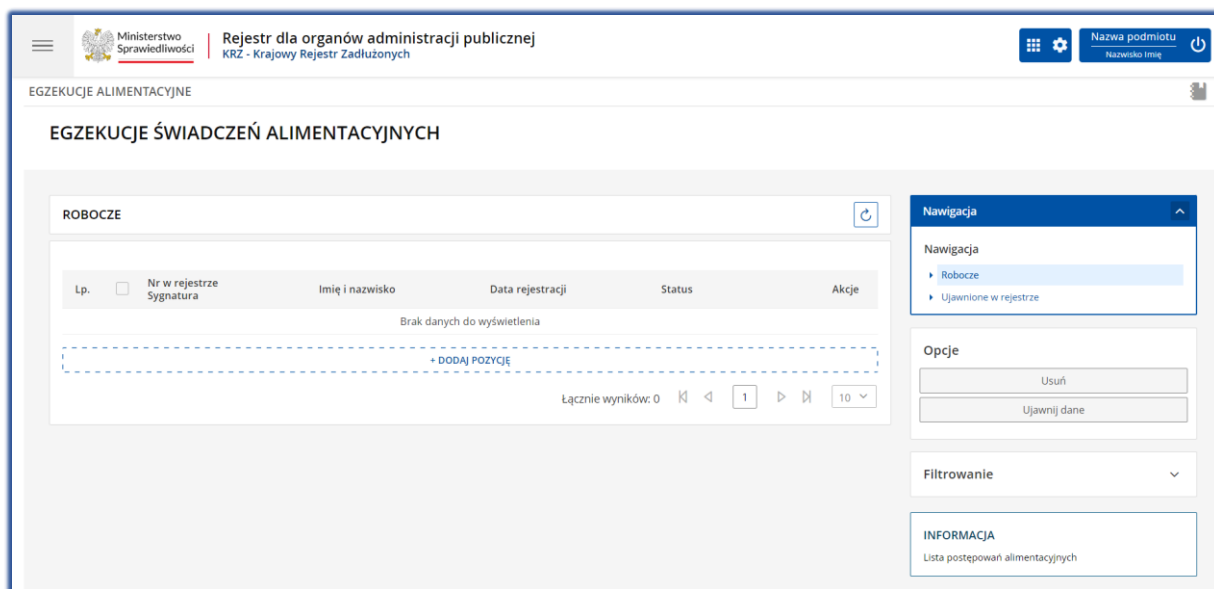 Ministerstwo
Sprawiedliwości
Rejestr dla organów administracji publicznej
KRZ - Krajowy Rejestr Zadłużonych
Nazwa podmiotu
Nazwisko Imię
EGZEKUCJE ALIMENTACYJNE
EGZEKUCJE ŚWIADCZEŃ ALIMENTACYJNYCH
ROBOCZE
Lp. Nr w rejestrze Imię i nazwisko Data rejestracji Status Akcje
Sygnatura
Brak danych do wyświetlenia
+ DODAJ POZYCJĘ
Łącznie wyników: 0 1 10
Nawigacja
Nawigacja
Robocze
Ujawnione w rejestrze
Opcje
Usuń
Ujawnij dane
Filtrowanie
INFORMACJA
Lista postępowań alimentacyjnych